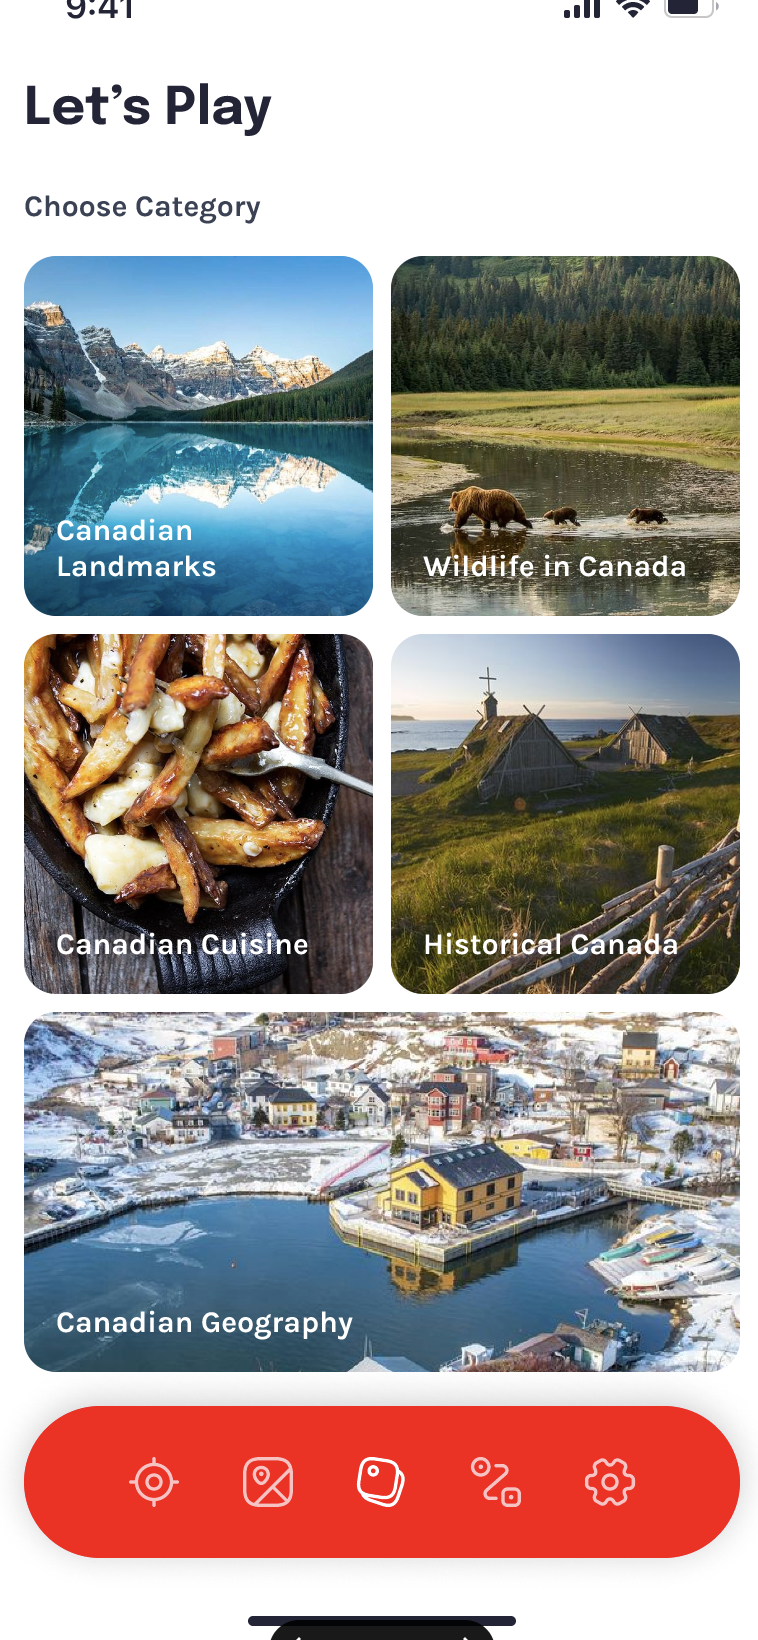 9:41
Let’s Play
Choose Category
Canadian
Landmarks
Wildlife in Canada
Canadian Cuisine
Historical Canada
Canadian Geography